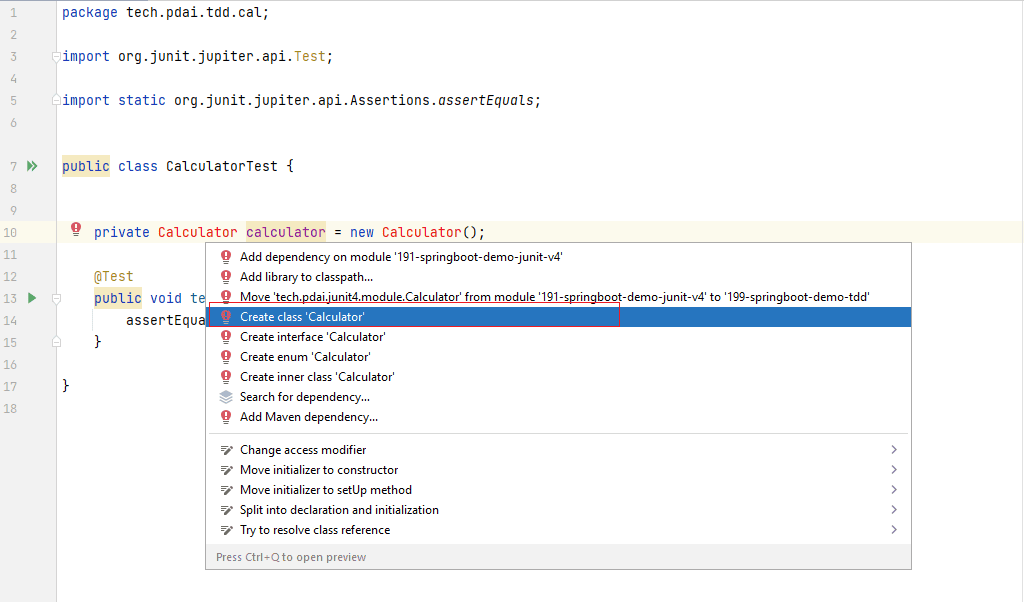 1 package tech.pdai.tdd.cal;
2
3 import org.junit.jupiter.api.Test;
4
5 import static org.junit.jupiter.api.Assertions.assertEquals;
6
7 public class CalculatorTest {
8
9
10 private Calculator calculator = new Calculator();
11
12 @Test
13 public void te
14 assertEqua
15 }
16
17 }
18
Add dependency on module '191-springboot-demo-junit-v4'
Add library to classpath...
Move 'tech.pdai.junit4.module.Calculator' from module '191-springboot-demo-junit-v4' to '199-springboot-demo-tdd'
Create class 'Calculator'
Create interface 'Calculator'
Create enum 'Calculator'
Create inner class 'Calculator'
Search for dependency...
Add Maven dependency...
Change access modifier
Move initializer to constructor
Move initializer to setUp method
Split into declaration and initialization
Try to resolve class reference
Press Ctrl+Q to open preview